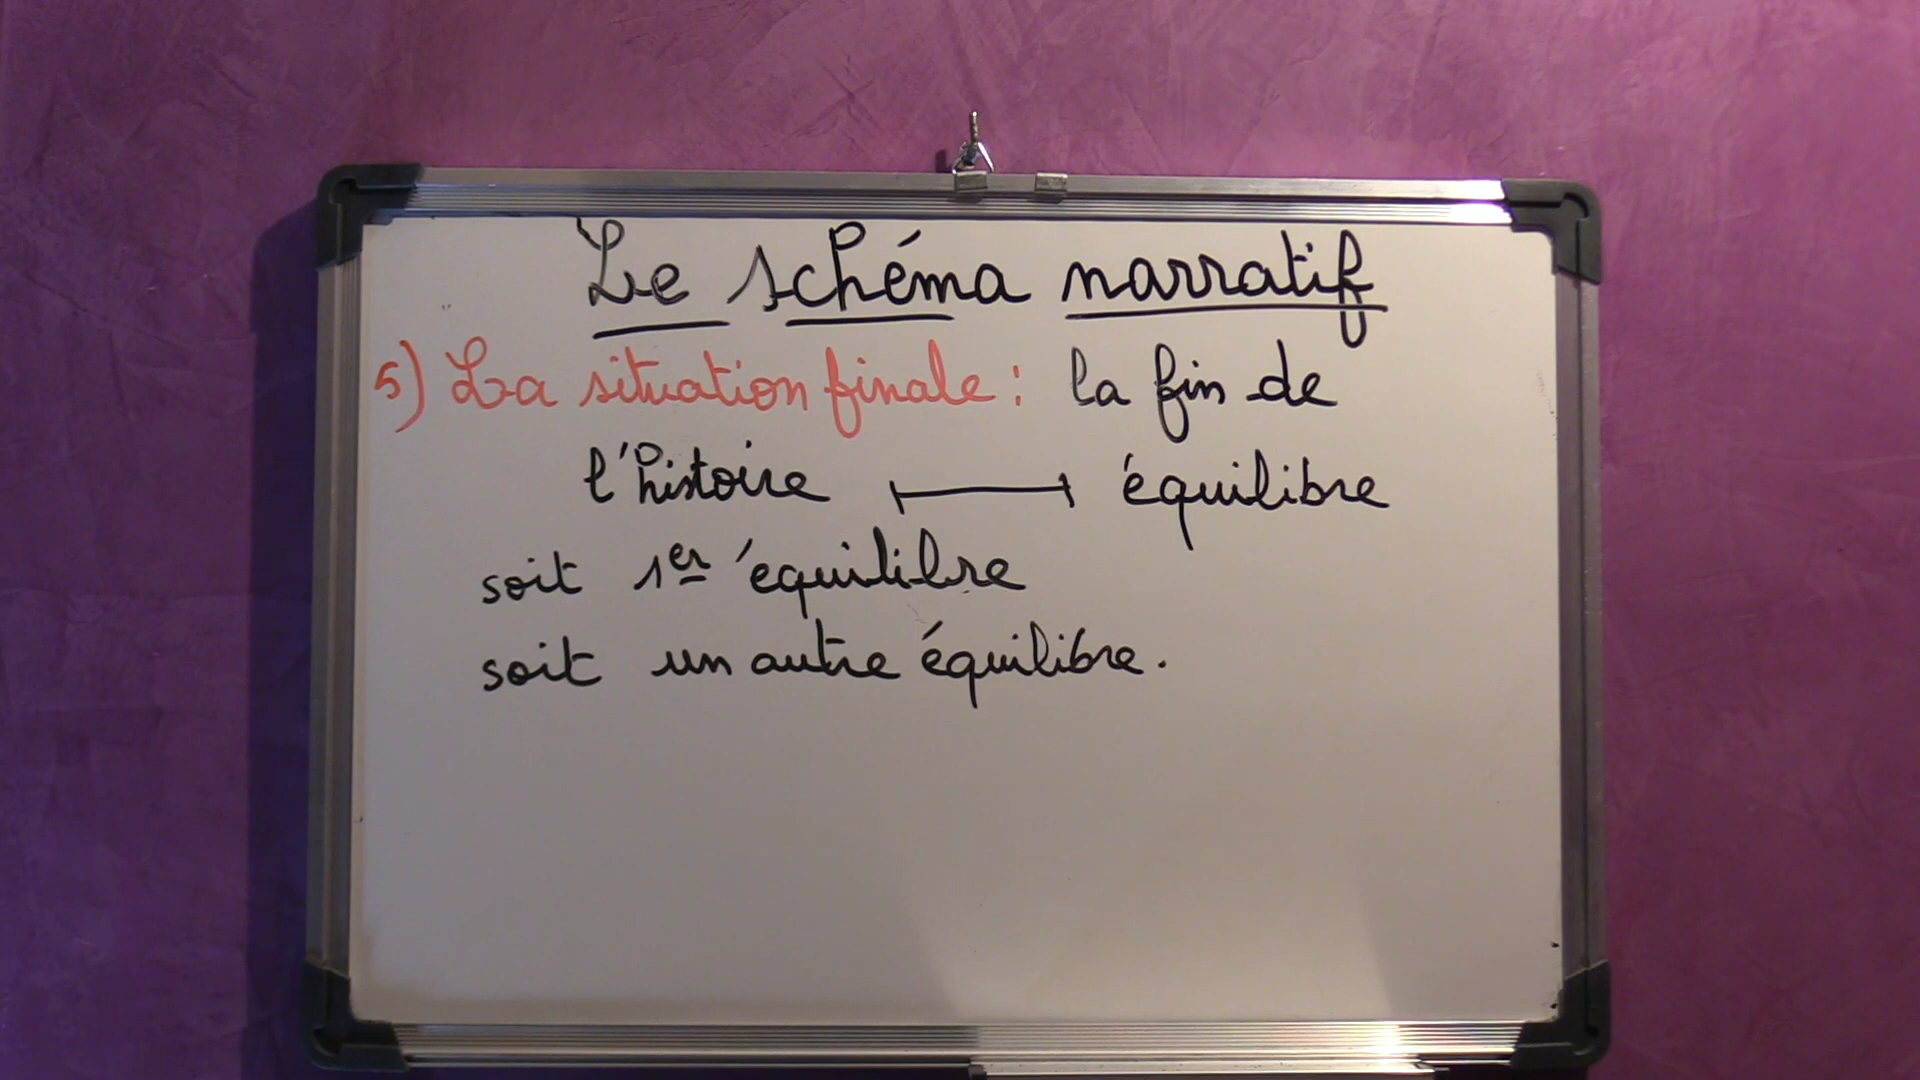 Le schéma narratif
5) La situation finale : la fin de
l'histoire ⊢⊣ équilibre
soit 1er équilibre
soit un autre équilibre.